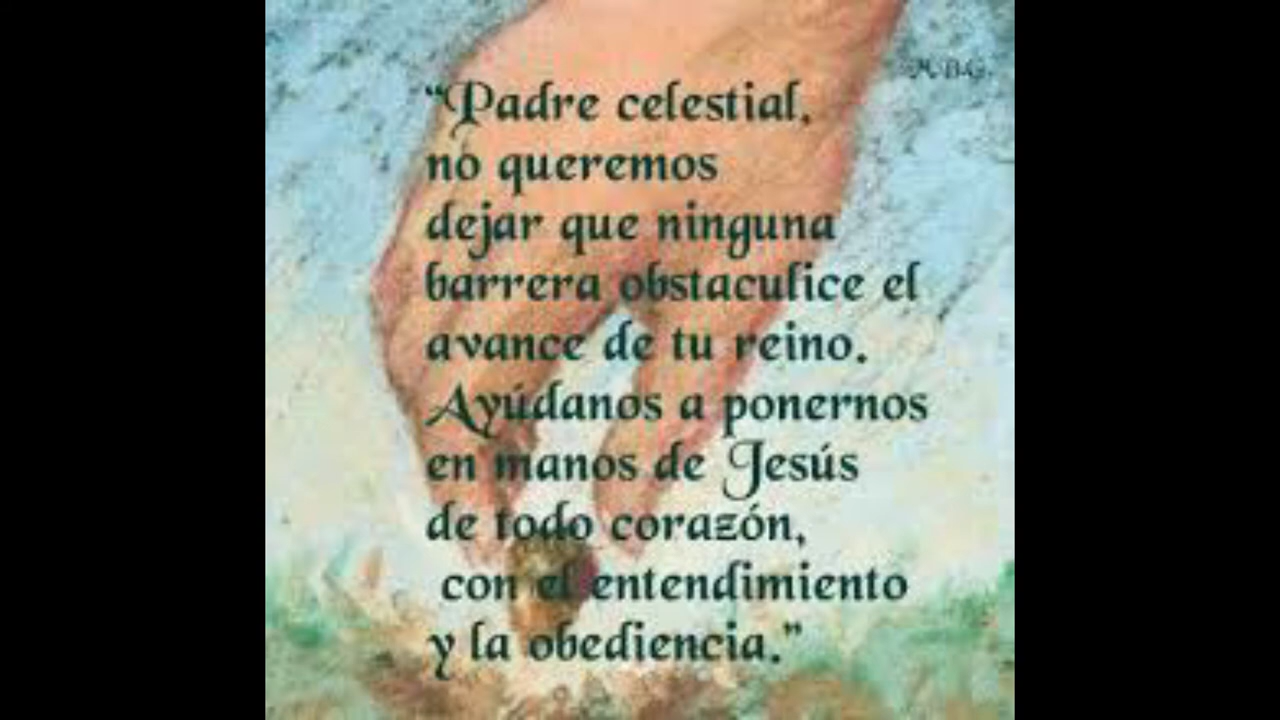 “Padre celestial,
no queremos
dejar que ninguna
barrera obstaculice el
avance de tu reino.
Ayúdanos a ponernos
en manos de Jesús
de todo corazón,
con el entendimiento
y la obediencia.”